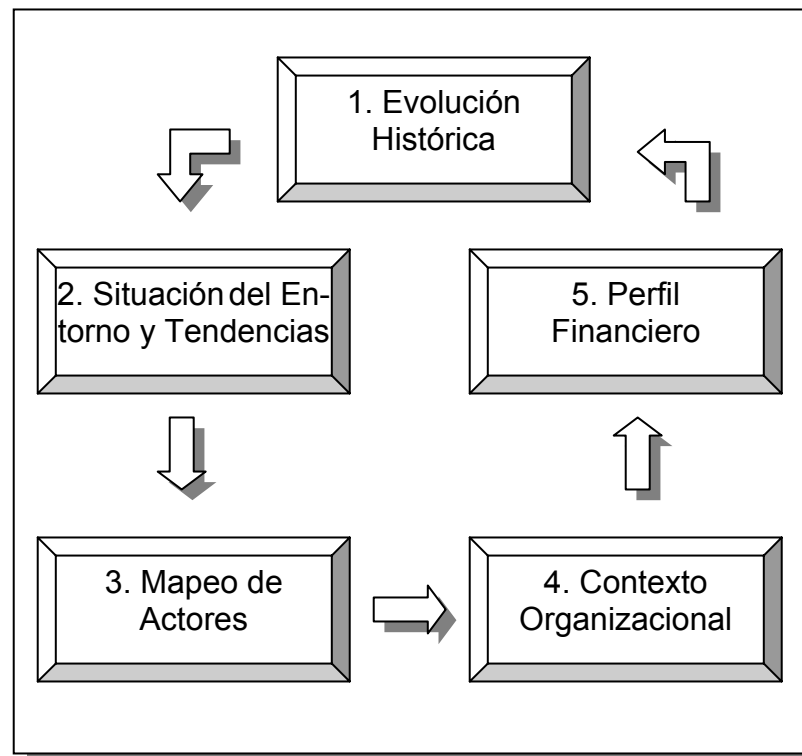 1. Evolución
Histórica
2. Situación del En-
torno y Tendencias
5. Perfil
Financiero
3. Mapeo de
Actores
4. Contexto
Organizacional